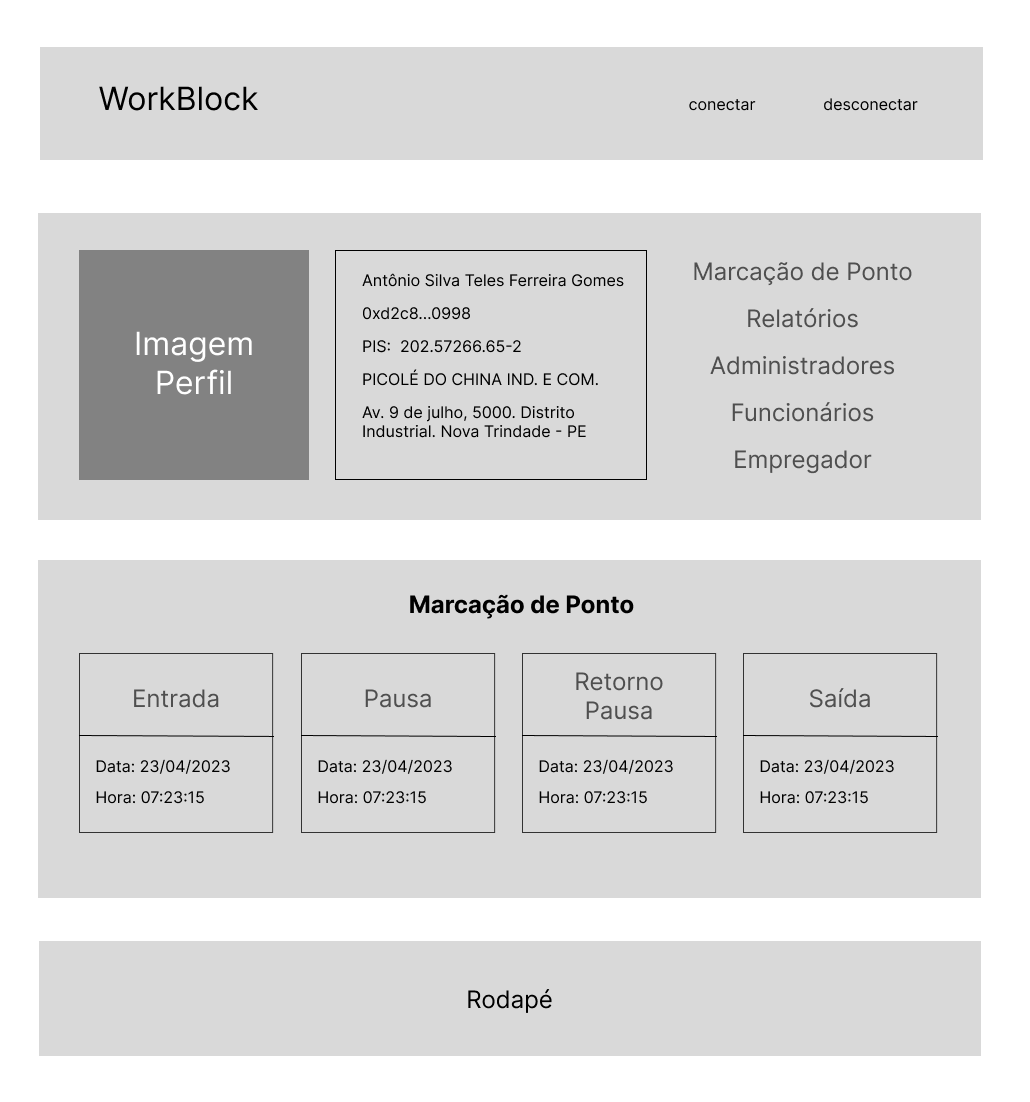 WorkBlock
conectar
desconectar
Imagem
Perfil
Antônio Silva Teles Ferreira Gomes
0xd2c8...0998
PIS:  202.57266.65-2
PICOLÉ DO CHINA IND. E COM.
Av. 9 de julho, 5000. Distrito
Industrial. Nova Trindade - PE
Marcação de Ponto
Relatórios
Administradores
Funcionários
Empregador
Marcação de Ponto
Entrada
Data: 23/04/2023
Hora: 07:23:15
Pausa
Data: 23/04/2023
Hora: 07:23:15
Retorno
Pausa
Data: 23/04/2023
Hora: 07:23:15
Saída
Data: 23/04/2023
Hora: 07:23:15
Rodapé